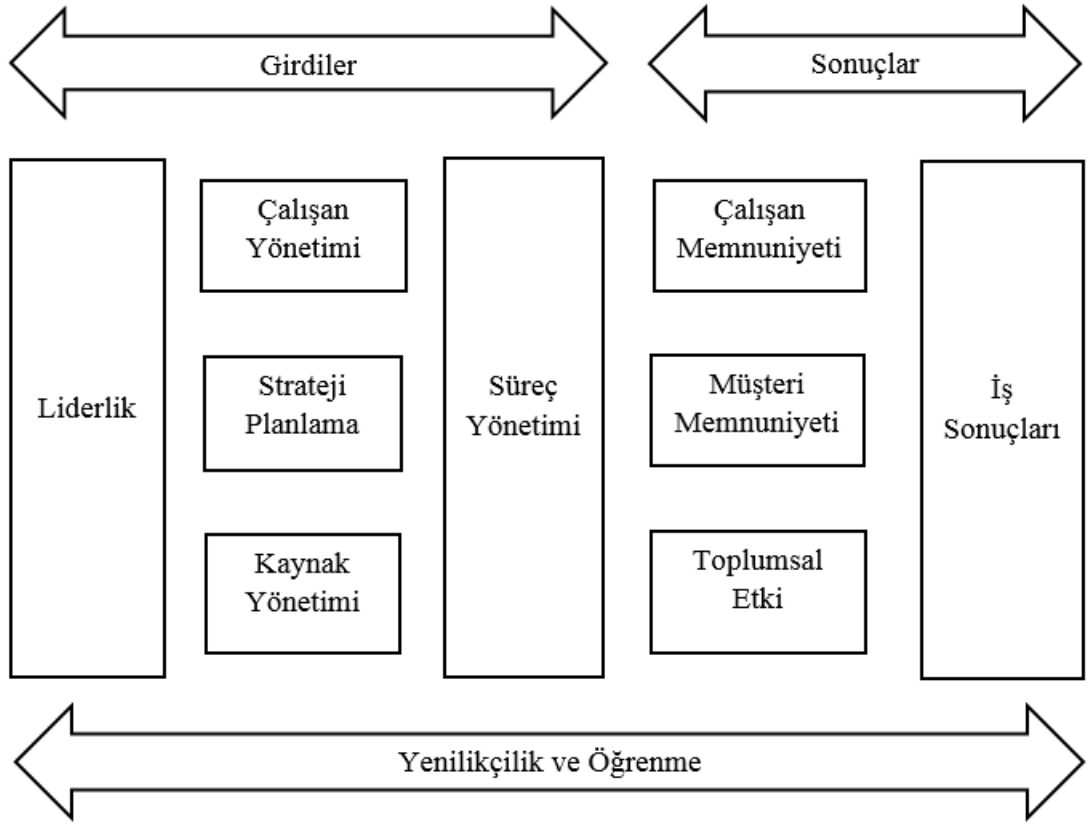 Girdiler
Sonuçlar
Liderlik
Çalışan
Yönetimi
Strateji
Planlama
Kaynak
Yönetimi
Süreç
Yönetimi
Çalışan
Memnuniyeti
Müşteri
Memnuniyeti
Toplumsal
Etki
İş
Sonuçları
Yenilikçilik ve Öğrenme